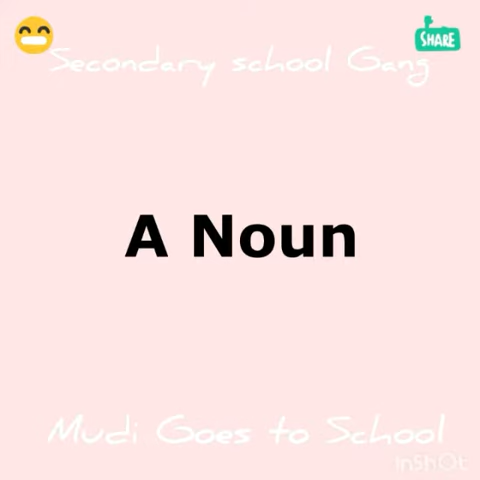 SHARE
Secondary school Gang
A Noun
Mudi Goes to School
InShOt